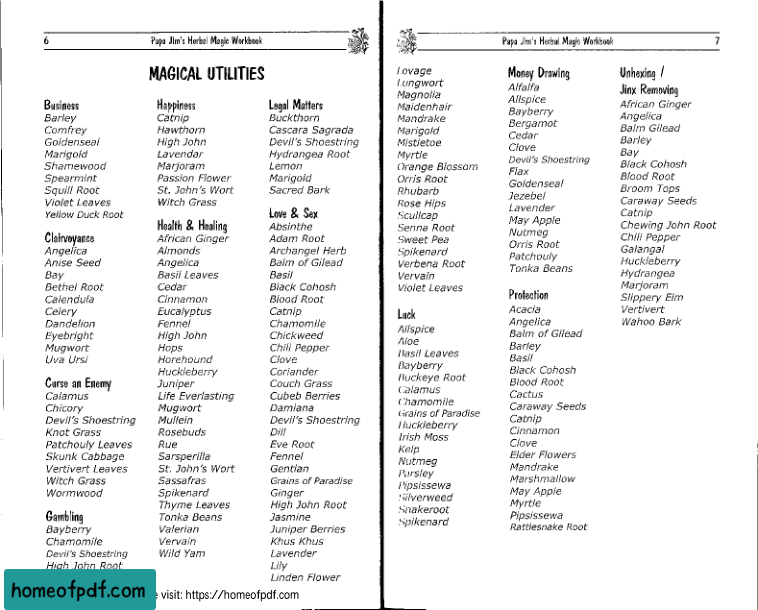 6
Papa Jim's Herbal Magic Workbook
MAGICAL UTILITIES
Business
Barley
Comfrey
Goldenseal
Marigold
Shamewood
Spearmint
Squill Root
Violet Leaves
Yellow Duck Root
Clairvoyance
Angelica
Anise Seed
Bay
Bethel Root
Calendula
Celery
Dandelion
Eyebright
Mugwort
Uva Ursi
Curse an Enemy
Calamus
Chicory
Devil's Shoestring
Knot Grass
Patchouly Leaves
Skunk Cabbage
Vertivert Leaves
Witch Grass
Wormwood
Gambling
Bayberry
Chamomile
Devil's Shoestring
High John Root
Happiness
Catnip
Hawthorn
High John
Lavendar
Marjoram
Passion Flower
St. John's Wort
Witch Grass
Health & Healing
African Ginger
Almonds
Angelica
Basil Leaves
Cedar
Cinnamon
Eucalyptus
Fennel
High John
Hops
Horehound
Huckleberry
Juniper
Life Everlasting
Mugwort
Mullein
Rosebuds
Rue
Sarsperilla
St. John's Wort
Sassafras
Spikenard
Thyme Leaves
Tonka Beans
Valerian
Vervain
Wild Yam
Legal Matters
Buckthorn
Cascara Sagrada
Devil's Shoestring
Hydrangea Root
Lemon
Marigold
Sacred Bark
Love & Sex
Absinthe
Adam Root
Archangel Herb
Balm of Gilead
Basil
Black Cohosh
Blood Root
Catnip
Chamomile
Chickweed
Chili Pepper
Clove
Coriander
Couch Grass
Cubeb Berries
Damiana
Devil's Shoestring
Dill
Eve Root
Fennel
Gentian
Grains of Paradise
Ginger
High John Root
Jasmine
Juniper Berries
Khus Khus
Lavender
Lily
Linden Flower
homeofpdf.com
e visit: https://homeofpdf.com
Papa Jim's Herbal Magic Workbook
7
Lovage
Lungwort
Magnolia
Maidenhair
Mandrake
Marigold
Mistletoe
Myrtle
Orange Blossom
Orris Root
Rhubarb
Rose Hips
Scullcap
Senna Root
Sweet Pea
Spikenard
Verbena Root
Vervain
Violet Leaves
Luck
Allspice
Aloe
Basil Leaves
Bayberry
Buckeye Root
Calamus
Chamomile
Grains of Paradise
Huckleberry
Irish Moss
Kelp
Nutmeg
Parsley
Pipsissewa
Silverweed
Snakeroot
Spikenard
Money Drawing
Alfalfa
Allspice
Bayberry
Bergamot
Cedar
Clove
Devil's Shoestring
Flax
Goldenseal
Jezebel
Lavender
May Apple
Nutmeg
Orris Root
Patchouly
Tonka Beans
Protection
Acacia
Angelica
Balm of Gilead
Barley
Basil
Black Cohosh
Blood Root
Cactus
Caraway Seeds
Catnip
Cinnamon
Clove
Elder Flowers
Mandrake
Marshmallow
May Apple
Myrtle
Pipsissewa
Rattlesnake Root
Unhexing /
Jinx Removing
African Ginger
Angelica
Balm Gilead
Barley
Bay
Black Cohosh
Blood Root
Broom Tops
Caraway Seeds
Catnip
Chewing John Root
Chili Pepper
Galangal
Huckleberry
Hydrangea
Marjoram
Slippery Elm
Vertivert
Wahoo Bark